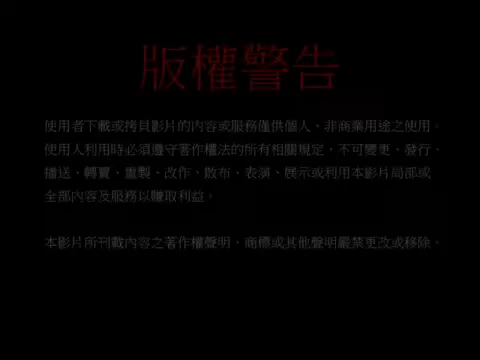 版權警告
使用者下載或拷貝影片的內容或服務僅供個人、非商業用途之使用。
使用人利用時必須遵守著作權法的所有相關規定，不可變更、發行、
播送、轉賣、重製、改作、散布、表演、展示或利用本影片局部或
全部內容及服務以賺取利益。
本影片所刊載內容之著作權聲明、商標或其他聲明嚴禁更改或移除。